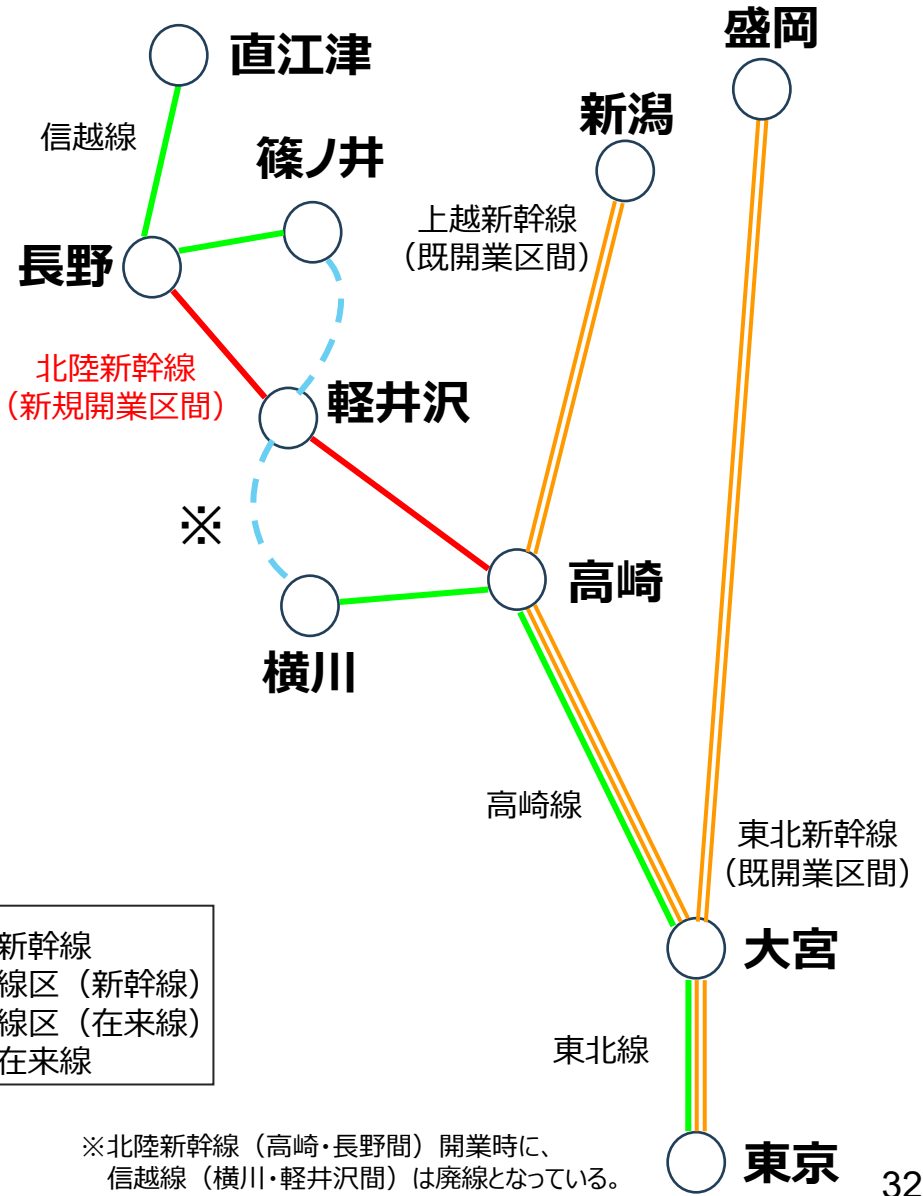 盛岡
直江津
新潟
信越線
篠ノ井
上越新幹線
（既開業区間）
長野
北陸新幹線
（新規開業区間）
軽井沢
※
高崎
横川
高崎線
東北新幹線
（既開業区間）
新幹線
線区（新幹線）
線区（在来線）
在来線
大宮
東北線
※北陸新幹線（高崎・長野間）開業時に、
信越線（横川・軽井沢間）は廃線となっている。
東京
32